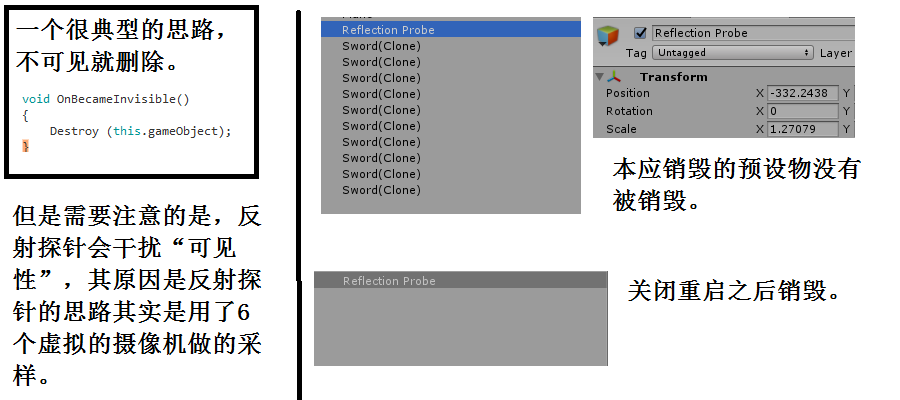 一个很典型的思路，
不可见就删除。
void OnBecameInvisible()
{
Destroy (this.gameObject);
}
但是需要注意的是，反
射探针会干扰“可见
性”，其原因是反射探
针的思路其实是用了6
个虚拟的摄像机做的采
样。
Reflection Probe
Sword(Clone)
Sword(Clone)
Sword(Clone)
Sword(Clone)
Sword(Clone)
Sword(Clone)
Sword(Clone)
Sword(Clone)
Sword(Clone)
Sword(Clone)
Reflection Probe
Tag Untagged Layer
Transform
Position X -332.2438 Y
Rotation X 0 Y
Scale X 1.27079 Y
本应销毁的预设物没有
被销毁。
Reflection Probe
关闭重启之后销毁。